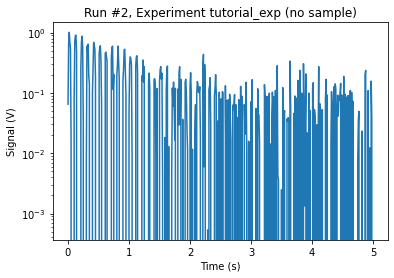 Run #2, Experiment tutorial_exp (no sample)
Signal (V)
10⁰
10⁻¹
10⁻²
10⁻³
0 1 2 3 4 5
Time (s)